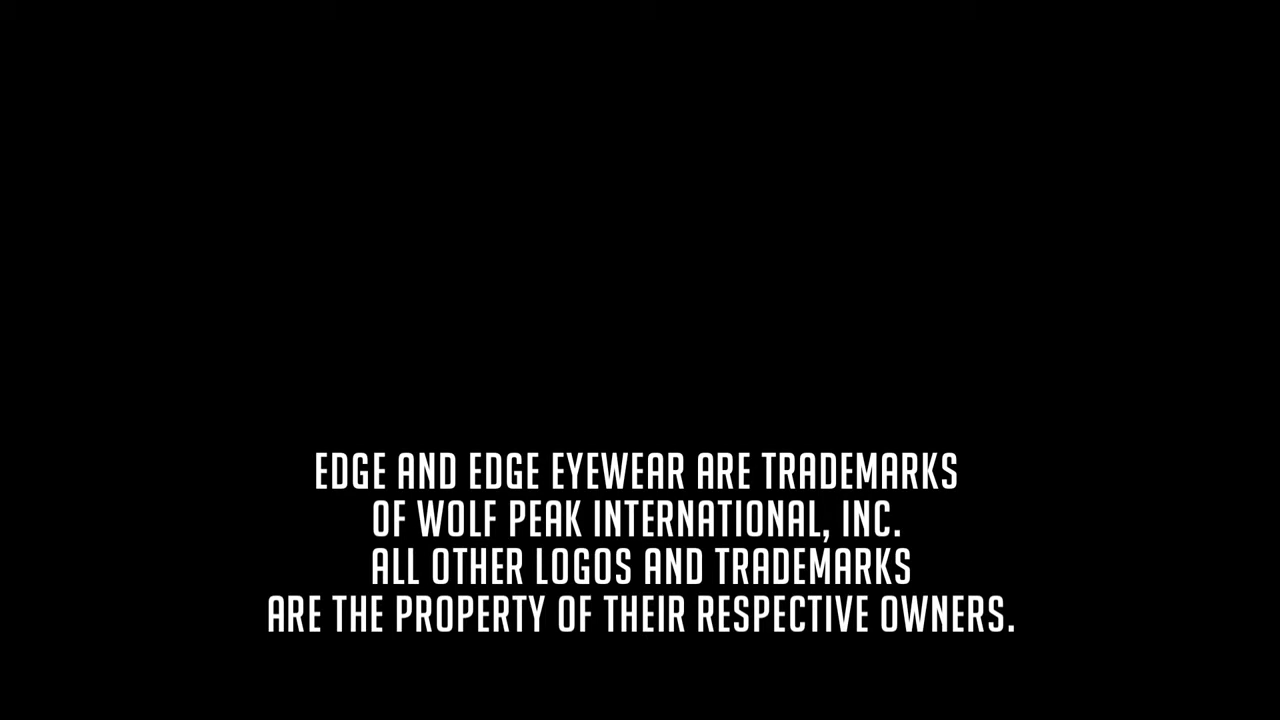 EDGE AND EDGE EYEWEAR ARE TRADEMARKS
OF WOLF PEAK INTERNATIONAL, INC.
ALL OTHER LOGOS AND TRADEMARKS
ARE THE PROPERTY OF THEIR RESPECTIVE OWNERS.